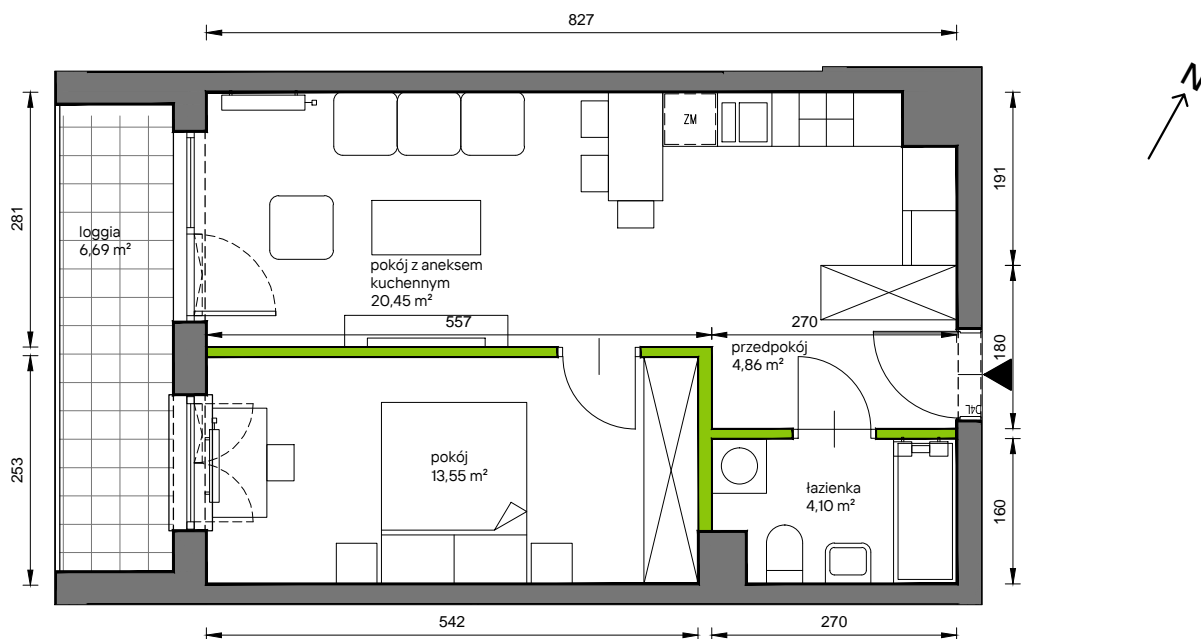 827
N
ZM
281
191
loggia
6,69 m²
pokój z aneksem
kuchennym
20,45 m²
557
270
przedpokój
4,86 m²
180
D4L
253
pokój
13,55 m²
łazienka
4,10 m²
160
542
270